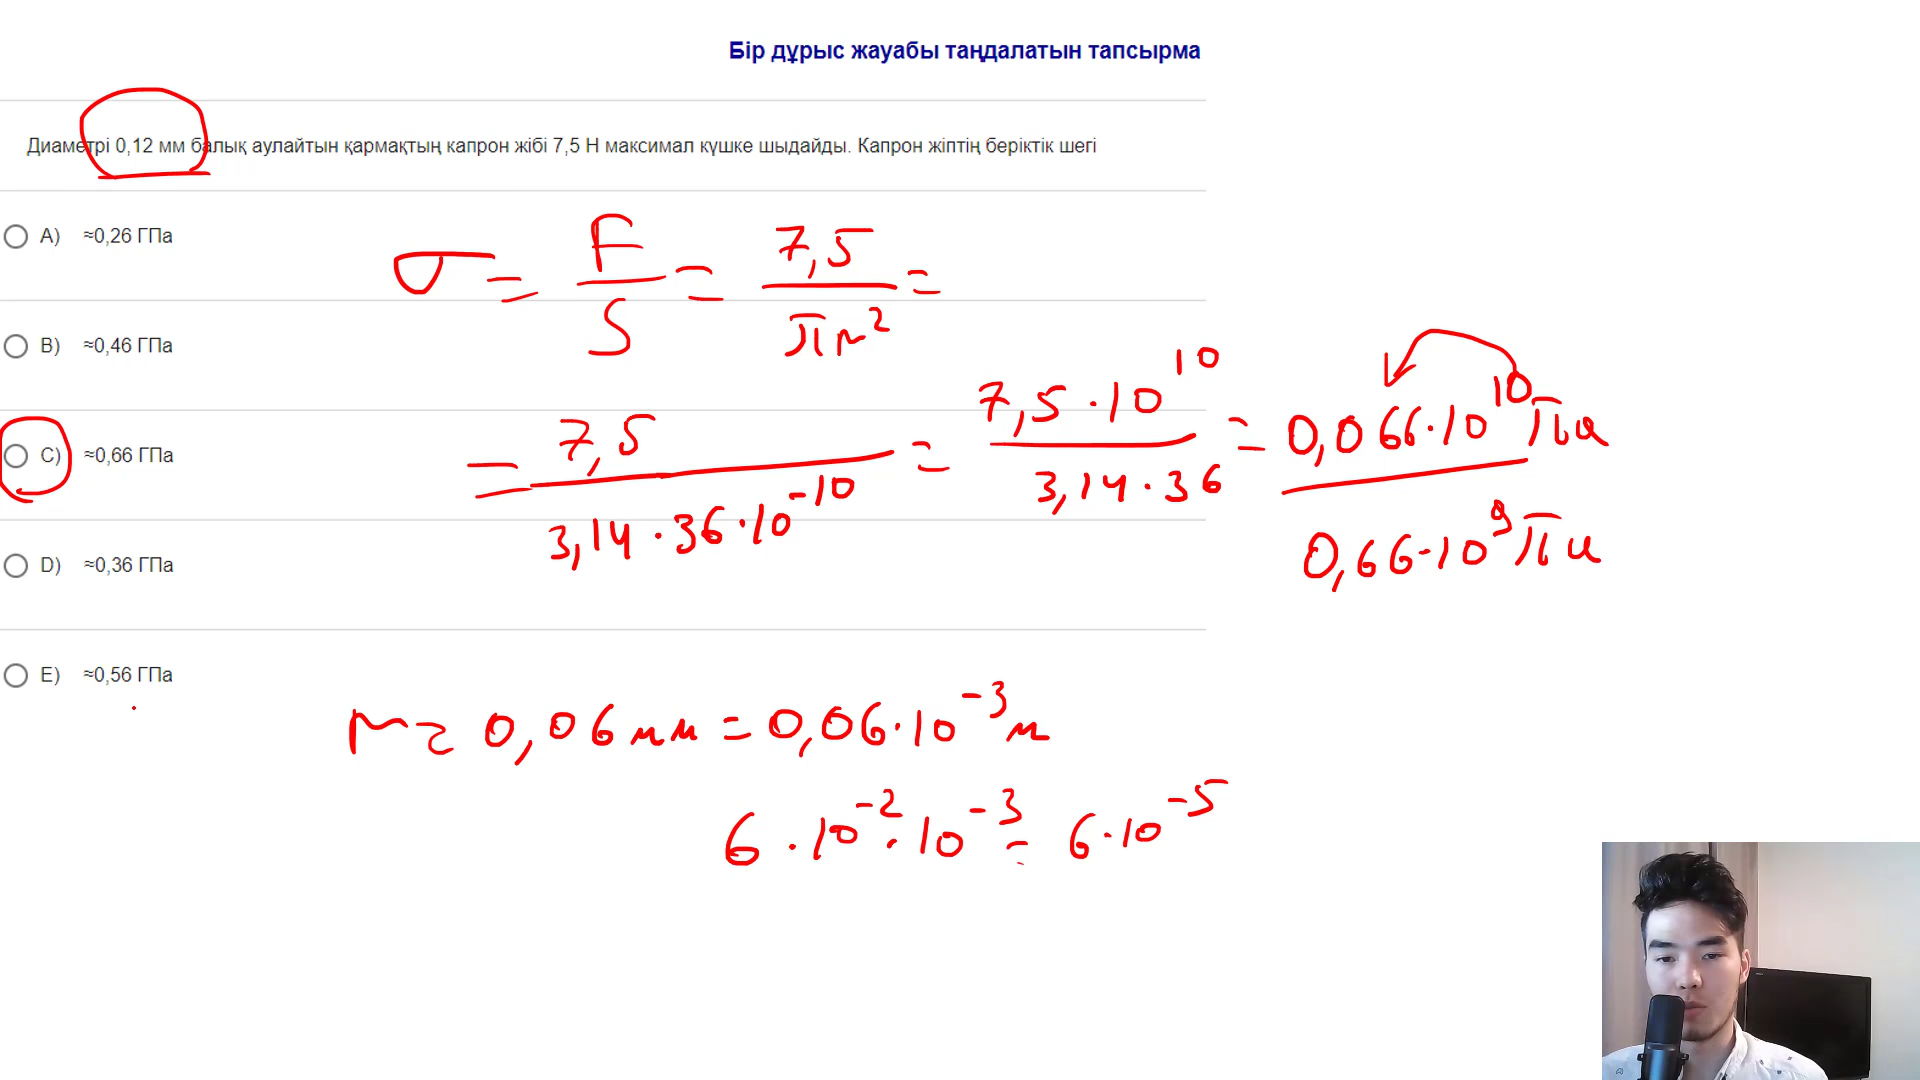 Бір дұрыс жауабы таңдалатын тапсырма
Диаметрі 0,12 мм балық аулайтын қармақтың капрон жібі 7,5 Н максимал күшке шыдайды. Капрон жіптің беріктік шегі
A) ≈0,26 ГПа
B) ≈0,46 ГПа
C) ≈0,66 ГПа
D) ≈0,36 ГПа
E) ≈0,56 ГПа
σ = F/S = 7,5/πr² =
= 7,5/3,14·36·10⁻¹⁰ = 7,5·10¹⁰/3,14·36 = 0,066·10¹⁰ Па
0,66·10⁹ Па
r = 0,06 мм = 0,06·10⁻³ м
6·10⁻²·10⁻³ = 6·10⁻⁵